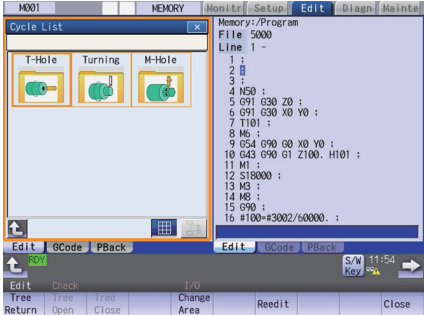 M001 MEMORY Monitr Setup Edit Diagn Mainte
Cycle List
T-Hole Turning M-Hole
Memory:/Program
File 5000
Line 1 -
1 ;
2 ;
3 ;
4 N50 ;
5 G91 G30 Z0 ;
6 G91 G30 X0 Y0 ;
7 T101 ;
8 M6 ;
9 G54 G90 G0 X0 Y0 ;
10 G43 G90 G1 Z100. H101 ;
11 M1 ;
12 S18000 ;
13 M3 ;
14 M8 ;
15 G90 ;
16 #100=#3002/60000. ;
Edit GCode PBack
Edit GCode PBack
RDY
S/W Key
11:54
Edit Check I/O
Tree Return
Tree Open
Tree Close
Change Area
Reedit
Close